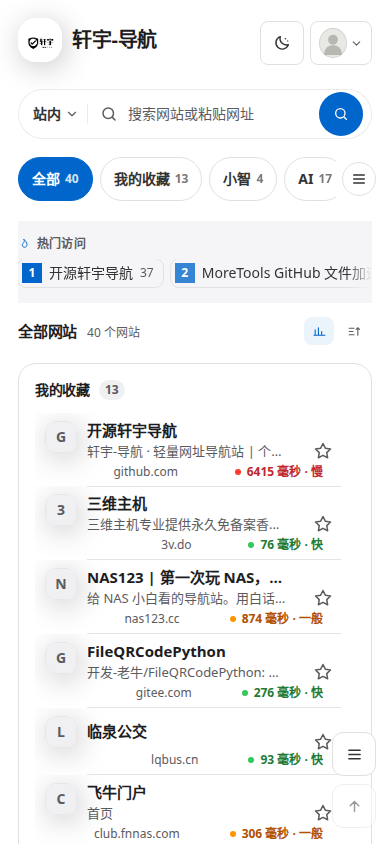 轩宇
轩宇-导航
站内
搜索网站或粘贴网址
全部 40
我的收藏 13
小智 4
AI 17
热门访问
1 开源轩宇导航 37
2 MoreTools GitHub 文件加
全部网站 40 个网站
我的收藏 13
G
开源轩宇导航
轩宇-导航 · 轻量网址导航站 | 个...
github.com
6415 毫秒 · 慢
3
三维主机
三维主机专业提供永久免备案香...
3v.do
76 毫秒 · 快
N
NAS123 | 第一次玩 NAS，...
给 NAS 小白看的导航站。用白话...
nas123.cc
874 毫秒 · 一般
G
FileQRCodePython
开发-老牛/FileQRCodePython: ...
gitee.com
276 毫秒 · 快
L
临泉公交
lqbus.cn
93 毫秒 · 快
C
飞牛门户
首页
club.fnnas.com
306 毫秒 · 一般